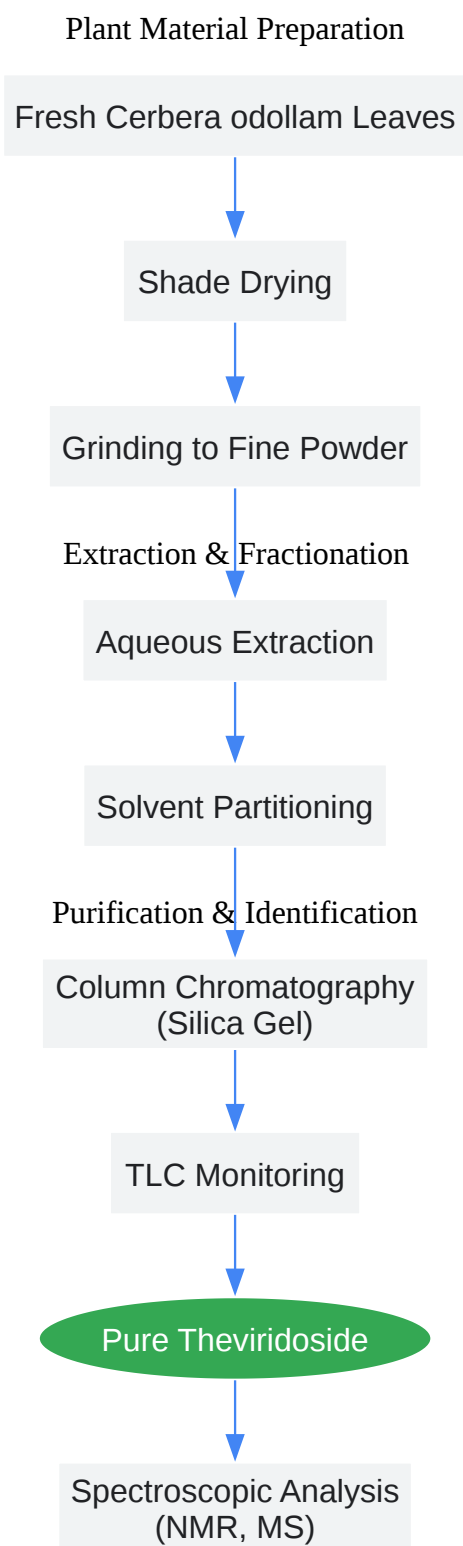 Plant Material Preparation
Fresh Cerbera odollam Leaves
Shade Drying
Grinding to Fine Powder
Extraction & Fractionation
Aqueous Extraction
Solvent Partitioning
Purification & Identification
Column Chromatography
(Silica Gel)
TLC Monitoring
Pure Theviridoside
Spectroscopic Analysis
(NMR, MS)